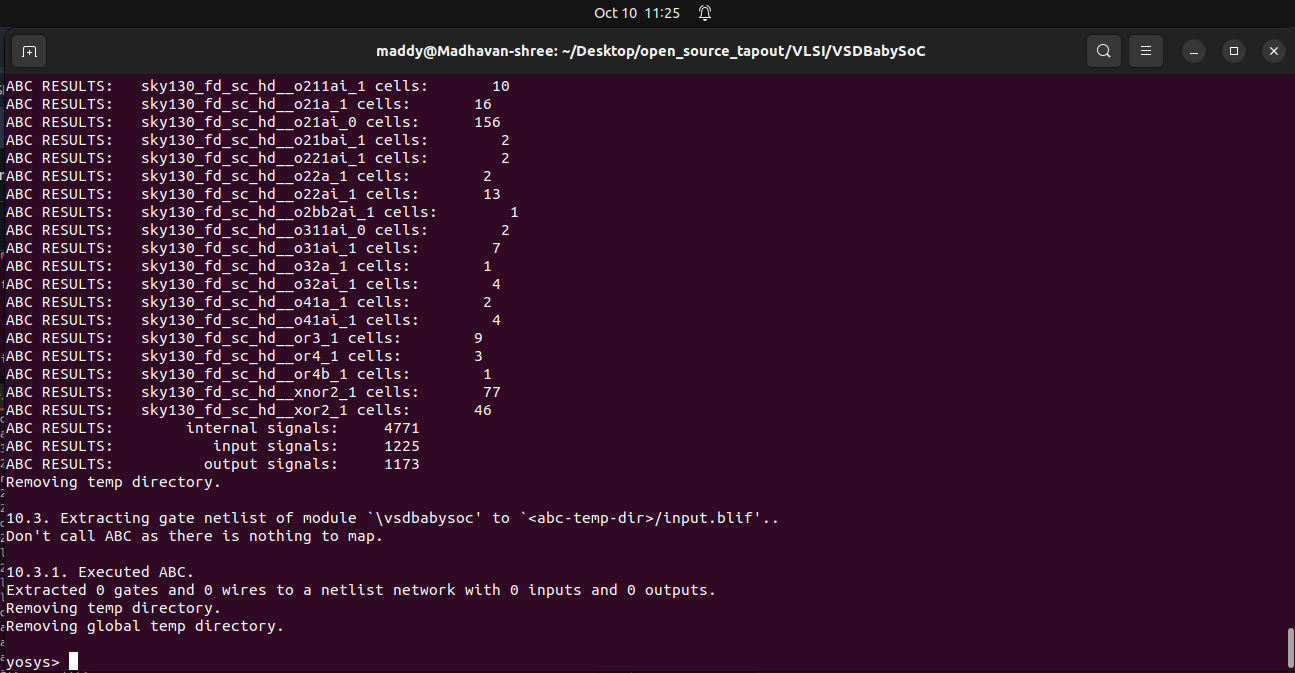 Oct 10 11:25
maddy@Madhavan-shree: ~/Desktop/open_source_tapout/VLSI/VSDBabySoC
ABC RESULTS:   sky130_fd_sc_hd__o211ai_1 cells:       10
ABC RESULTS:   sky130_fd_sc_hd__o21a_1 cells:       16
ABC RESULTS:   sky130_fd_sc_hd__o21ai_0 cells:      156
ABC RESULTS:   sky130_fd_sc_hd__o21bai_1 cells:        2
ABC RESULTS:   sky130_fd_sc_hd__o221ai_1 cells:        2
ABC RESULTS:   sky130_fd_sc_hd__o22a_1 cells:        2
ABC RESULTS:   sky130_fd_sc_hd__o22ai_1 cells:       13
ABC RESULTS:   sky130_fd_sc_hd__o2bb2ai_1 cells:        1
ABC RESULTS:   sky130_fd_sc_hd__o311ai_0 cells:        2
ABC RESULTS:   sky130_fd_sc_hd__o31ai_1 cells:        7
ABC RESULTS:   sky130_fd_sc_hd__o32a_1 cells:        1
ABC RESULTS:   sky130_fd_sc_hd__o32ai_1 cells:        4
ABC RESULTS:   sky130_fd_sc_hd__o41a_1 cells:        2
ABC RESULTS:   sky130_fd_sc_hd__o41ai_1 cells:        4
ABC RESULTS:   sky130_fd_sc_hd__or3_1 cells:        9
ABC RESULTS:   sky130_fd_sc_hd__or4_1 cells:        3
ABC RESULTS:   sky130_fd_sc_hd__or4b_1 cells:        1
ABC RESULTS:   sky130_fd_sc_hd__xnor2_1 cells:       77
ABC RESULTS:   sky130_fd_sc_hd__xor2_1 cells:       46
ABC RESULTS:        internal signals:     4771
ABC RESULTS:           input signals:     1225
ABC RESULTS:          output signals:     1173
Removing temp directory.
10.3. Extracting gate netlist of module `\vsdbabysoc' to `<abc-temp-dir>/input.blif'..
Don't call ABC as there is nothing to map.
10.3.1. Executed ABC.
Extracted 0 gates and 0 wires to a netlist network with 0 inputs and 0 outputs.
Removing temp directory.
Removing global temp directory.
yosys>